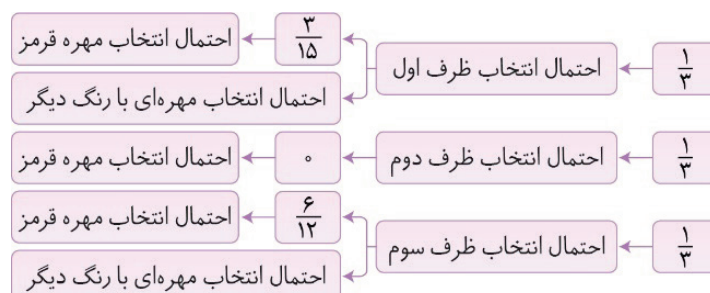 ۱/۳ احتمال انتخاب ظرف اول ۳/۱۵ احتمال انتخاب مهره قرمز
احتمال انتخاب مهره‌ای با رنگ دیگر
۱/۳ احتمال انتخاب ظرف دوم ۰ احتمال انتخاب مهره قرمز
۱/۳ احتمال انتخاب ظرف سوم ۶/۱۲ احتمال انتخاب مهره قرمز
احتمال انتخاب مهره‌ای با رنگ دیگر